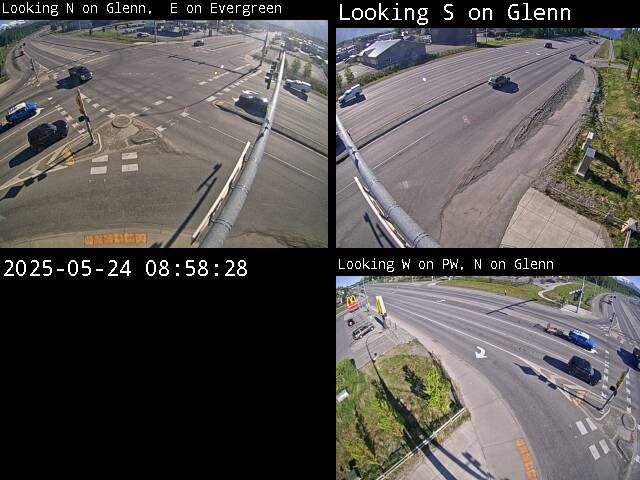 Looking N on Glenn,  E on Evergreen
Looking S on Glenn
2025-05-24 08:58:28
Looking W on PW, N on Glenn